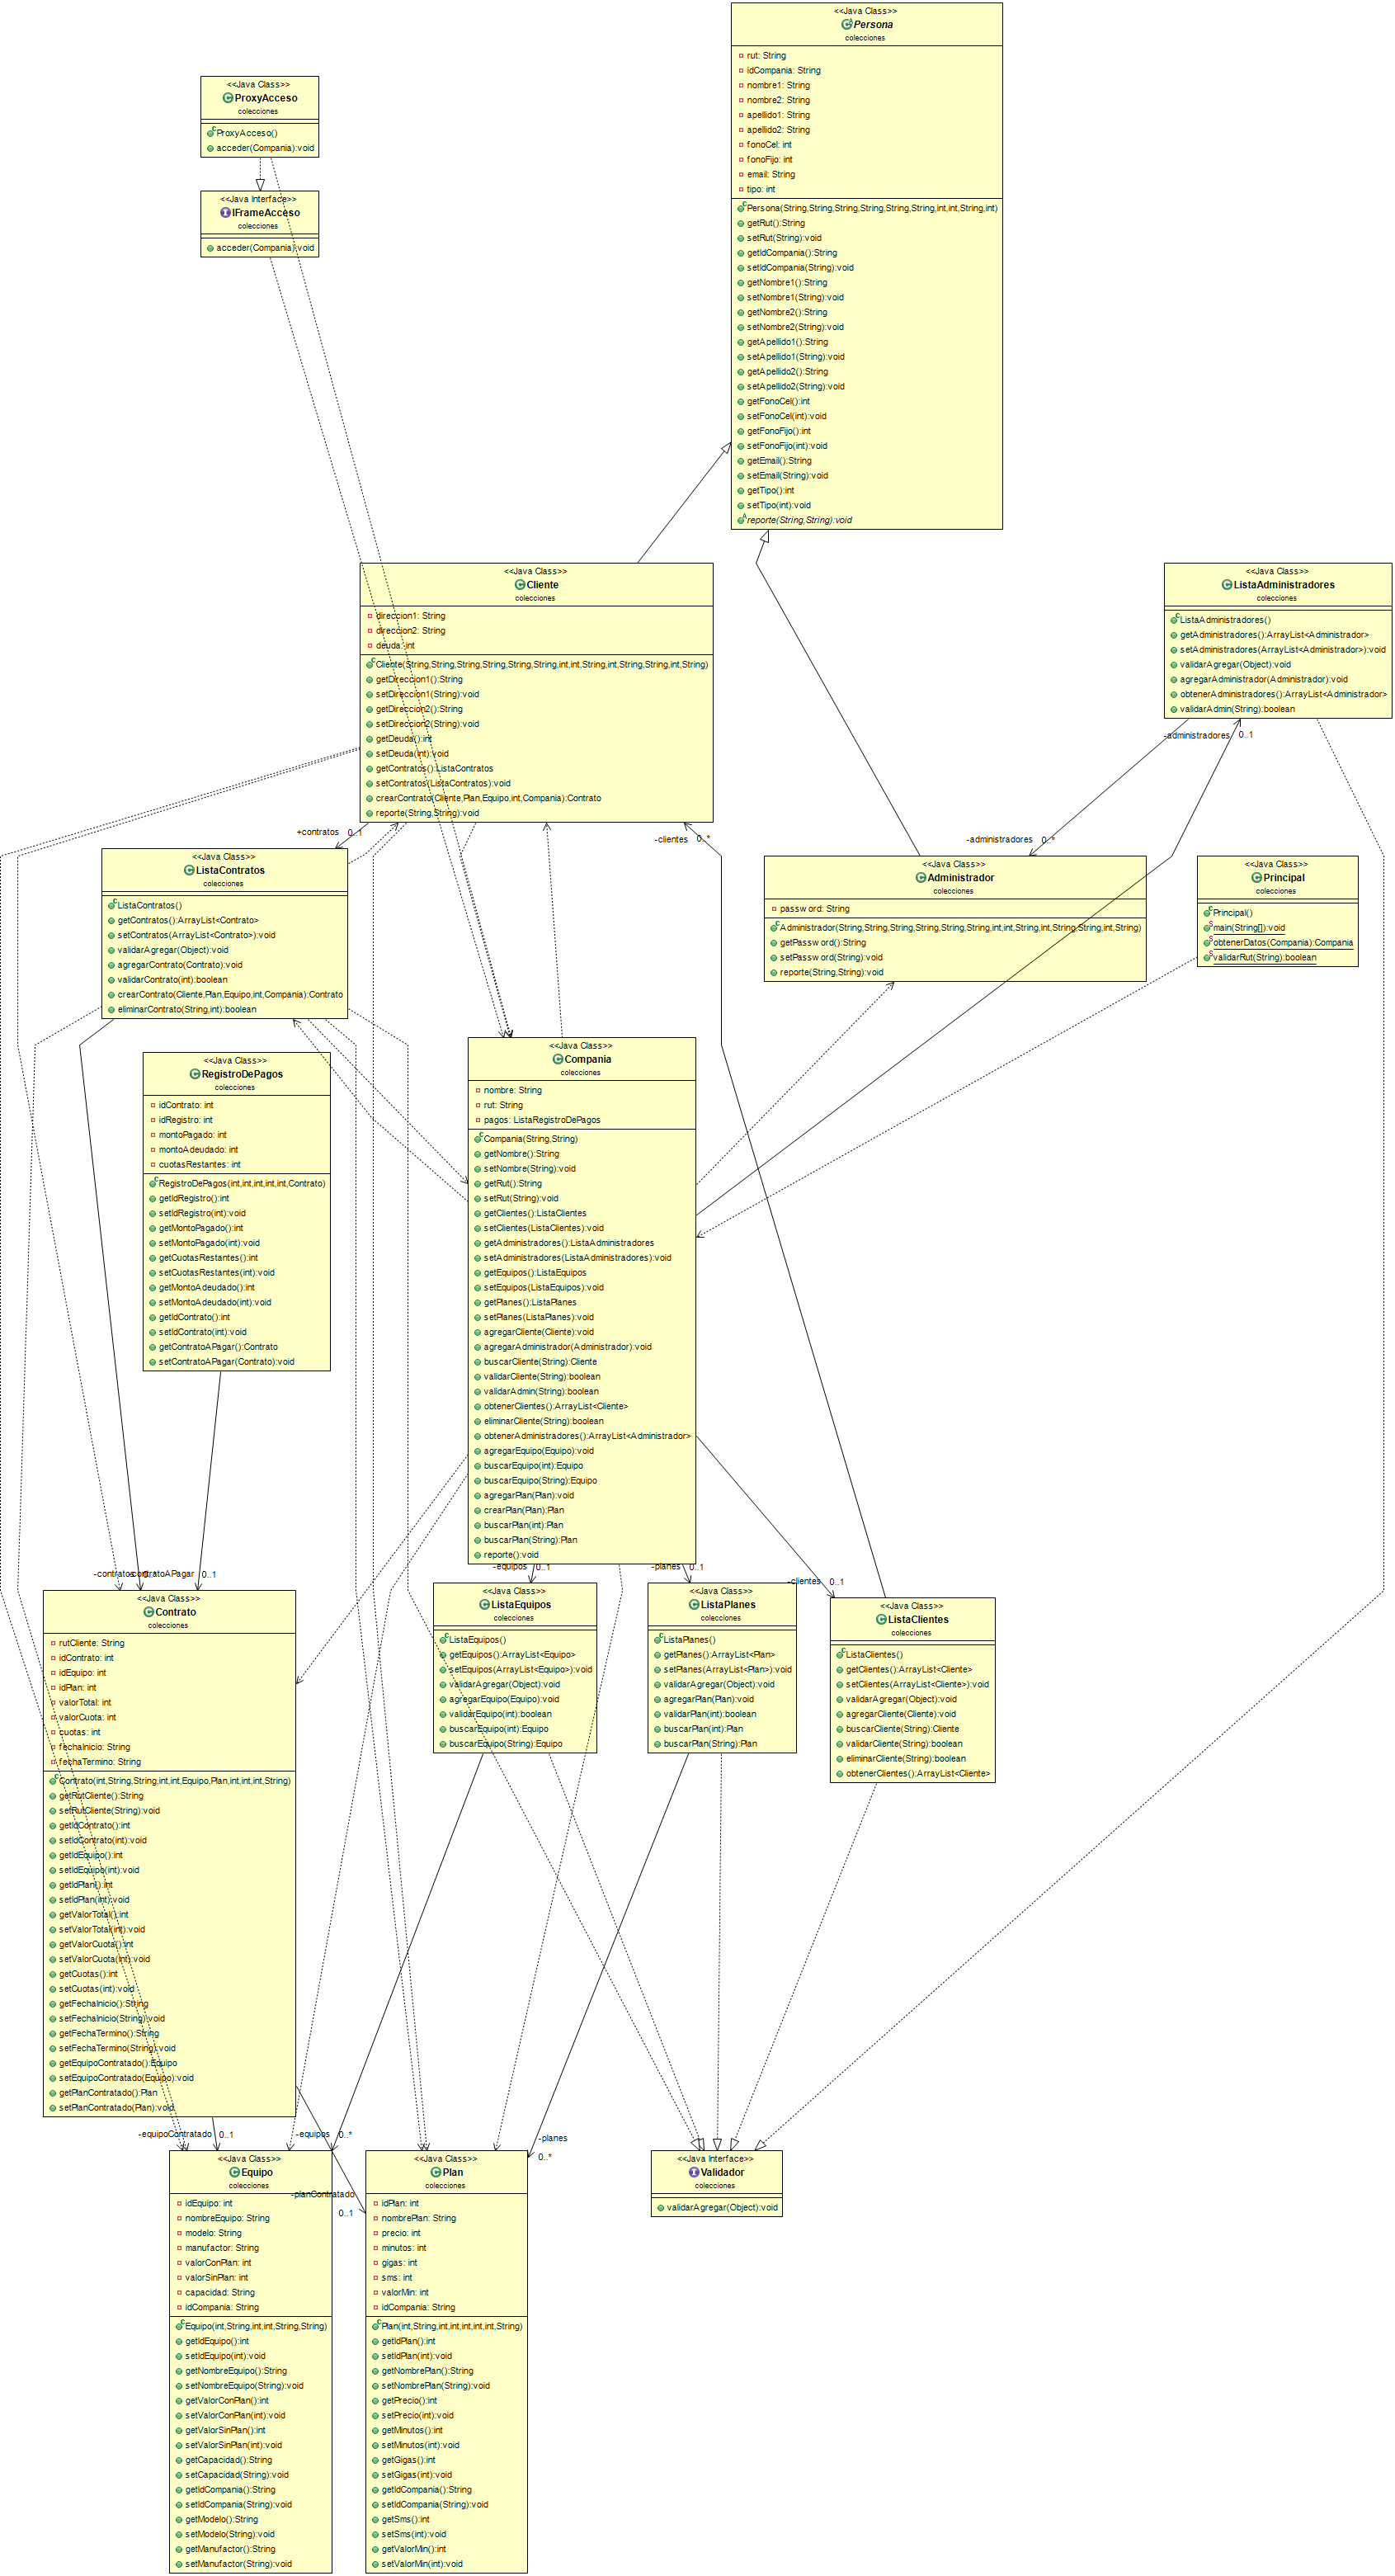 <<Java Class>>
Persona
colecciones
rut: String
idCompania: String
nombre1: String
nombre2: String
apellido1: String
apellido2: String
fonoCel: int
fonoFijo: int
email: String
tipo: int
Persona(String,String,String,String,String,String,int,int,String,int)
getRut():String
setRut(String):void
getIdCompania():String
setIdCompania(String):void
getNombre1():String
setNombre1(String):void
getNombre2():String
setNombre2(String):void
getApellido1():String
setApellido1(String):void
getApellido2():String
setApellido2(String):void
getFonoCel():int
setFonoCel(int):void
getFonoFijo():int
setFonoFijo(int):void
getEmail():String
setEmail(String):void
getTipo():int
setTipo(int):void
reporte(String,String):void
<<Java Class>>
ProxyAcceso
colecciones
ProxyAcceso()
acceder(Compania):void
<<Java Interface>>
IFrameAcceso
colecciones
acceder(Compania):void
<<Java Class>>
Cliente
colecciones
direccion1: String
direccion2: String
deuda: int
Cliente(String,String,String,String,String,String,int,int,String,int,String,String,int,String)
getDireccion1():String
setDireccion1(String):void
getDireccion2():String
setDireccion2(String):void
getDeuda():int
setDeuda(int):void
getContratos():ListaContratos
setContratos(ListaContratos):void
crearContrato(Cliente,Plan,Equipo,int,Compania):Contrato
reporte(String,String):void
<<Java Class>>
ListaAdministradores
colecciones
ListaAdministradores()
getAdministradores():ArrayList<Administrador>
setAdministradores(ArrayList<Administrador>):void
validarAgregar(Object):void
agregarAdministrador(Administrador):void
obtenerAdministradores():ArrayList<Administrador>
validarAdmin(String):boolean
-administradores 0..1
+contratos 0..1
-clientes 0..*
-administradores 0..*
<<Java Class>>
ListaContratos
colecciones
ListaContratos()
getContratos():ArrayList<Contrato>
setContratos(ArrayList<Contrato>):void
validarAgregar(Object):void
agregarContrato(Contrato):void
validarContrato(int):boolean
crearContrato(Cliente,Plan,Equipo,int,Compania):Contrato
eliminarContrato(String,int):boolean
<<Java Class>>
Administrador
colecciones
password: String
Administrador(String,String,String,String,String,String,int,int,String,int,String,String,int,String)
getPassword():String
setPassword(String):void
reporte(String,String):void
<<Java Class>>
Principal
colecciones
Principal()
main(String[]):void
obtenerDatos(Compania):Compania
validarRut(String):boolean
<<Java Class>>
RegistroDePagos
colecciones
idContrato: int
idRegistro: int
montoPagado: int
montoAdeudado: int
cuotasRestantes: int
RegistroDePagos(int,int,int,int,int,Contrato)
getIdRegistro():int
setIdRegistro(int):void
getMontoPagado():int
setMontoPagado(int):void
getCuotasRestantes():int
setCuotasRestantes(int):void
getMontoAdeudado():int
setMontoAdeudado(int):void
getIdContrato():int
setIdContrato(int):void
getContratoAPagar():Contrato
setContratoAPagar(Contrato):void
<<Java Class>>
Compania
colecciones
nombre: String
rut: String
pagos: ListaRegistroDePagos
Compania(String,String)
getNombre():String
setNombre(String):void
getRut():String
setRut(String):void
getClientes():ListaClientes
setClientes(ListaClientes):void
getAdministradores():ListaAdministradores
setAdministradores(ListaAdministradores):void
getEquipos():ListaEquipos
setEquipos(ListaEquipos):void
getPlanes():ListaPlanes
setPlanes(ListaPlanes):void
agregarCliente(Cliente):void
agregarAdministrador(Administrador):void
buscarCliente(String):Cliente
validarCliente(String):boolean
validarAdmin(String):boolean
obtenerClientes():ArrayList<Cliente>
eliminarCliente(String):boolean
obtenerAdministradores():ArrayList<Administrador>
agregarEquipo(Equipo):void
buscarEquipo(int):Equipo
buscarEquipo(String):Equipo
agregarPlan(Plan):void
crearPlan(Plan):Plan
buscarPlan(int):Plan
buscarPlan(String):Plan
reporte():void
-contratos
0..1
-equipos 0..1
-planes 0..1
-clientes 0..1
<<Java Class>>
Contrato
colecciones
rutCliente: String
idContrato: int
idEquipo: int
idPlan: int
valorTotal: int
valorCuota: int
cuotas: int
fechaInicio: String
fechaTermino: String
Contrato(int,String,String,int,int,Equipo,Plan,int,int,int,String)
getRutCliente():String
setRutCliente(String):void
getIdContrato():int
setIdContrato(int):void
getIdEquipo():int
setIdEquipo(int):void
getIdPlan():int
setIdPlan(int):void
getValorTotal():int
setValorTotal(int):void
getValorCuota():int
setValorCuota(int):void
getCuotas():int
setCuotas(int):void
getFechaInicio():String
setFechaInicio(String):void
getFechaTermino():String
setFechaTermino(String):void
getEquipoContratado():Equipo
setEquipoContratado(Equipo):void
getPlanContratado():Plan
setPlanContratado(Plan):void
<<Java Class>>
ListaEquipos
colecciones
ListaEquipos()
getEquipos():ArrayList<Equipo>
setEquipos(ArrayList<Equipo>):void
validarAgregar(Object):void
agregarEquipo(Equipo):void
validarEquipo(int):boolean
buscarEquipo(int):Equipo
buscarEquipo(String):Equipo
<<Java Class>>
ListaPlanes
colecciones
ListaPlanes()
getPlanes():ArrayList<Plan>
setPlanes(ArrayList<Plan>):void
validarAgregar(Object):void
agregarPlan(Plan):void
validarPlan(int):boolean
buscarPlan(int):Plan
buscarPlan(String):Plan
<<Java Class>>
ListaClientes
colecciones
ListaClientes()
getClientes():ArrayList<Cliente>
setClientes(ArrayList<Cliente>):void
validarAgregar(Object):void
agregarCliente(Cliente):void
buscarCliente(String):Cliente
validarCliente(String):boolean
eliminarCliente(String):boolean
obtenerClientes():ArrayList<Cliente>
-equipoContratado 0..1
-equipos 0..*
-planes
0..*
-planContratado
0..1
<<Java Class>>
Equipo
colecciones
idEquipo: int
nombreEquipo: String
modelo: String
manufactor: String
valorConPlan: int
valorSinPlan: int
capacidad: String
idCompania: String
Equipo(int,String,int,int,String,String)
getIdEquipo():int
setIdEquipo(int):void
getNombreEquipo():String
setNombreEquipo(String):void
getValorConPlan():int
setValorConPlan(int):void
getValorSinPlan():int
setValorSinPlan(int):void
getCapacidad():String
setCapacidad(String):void
getIdCompania():String
setIdCompania(String):void
getModelo():String
setModelo(String):void
getManufactor():String
setManufactor(String):void
<<Java Class>>
Plan
colecciones
idPlan: int
nombrePlan: String
precio: int
minutos: int
gigas: int
sms: int
valorMin: int
idCompania: String
Plan(int,String,int,int,int,int,int,String)
getIdPlan():int
setIdPlan(int):void
getNombrePlan():String
setNombrePlan(String):void
getPrecio():int
setPrecio(int):void
getMinutos():int
setMinutos(int):void
getGigas():int
setGigas(int):void
getIdCompania():String
setIdCompania(String):void
getSms():int
setSms(int):void
getValorMin():int
setValorMin(int):void
<<Java Interface>>
Validador
colecciones
validarAgregar(Object):void